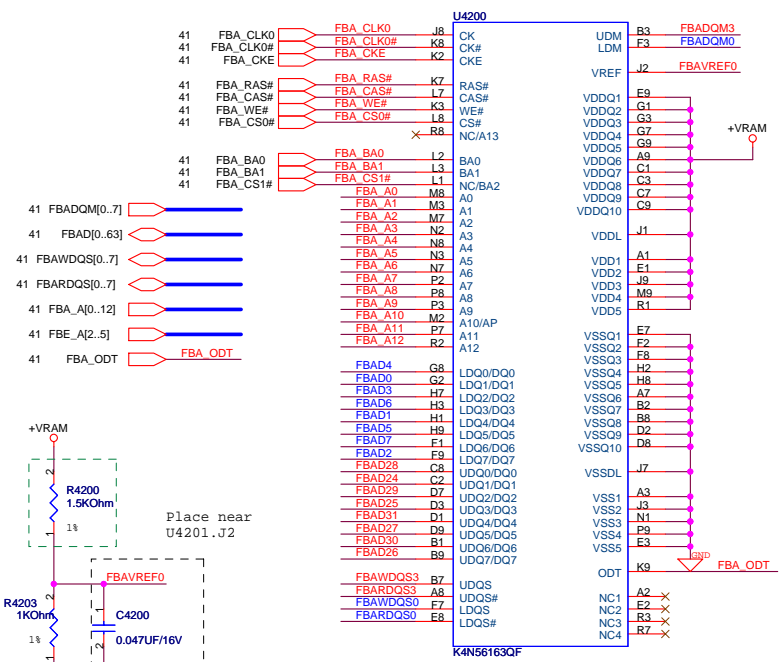 U4200
41 FBA_CLK0 FBA_CLK0 J8 CK UDM B3 FBADQM3
41 FBA_CLK0# FBA_CLK0# K8 CK# LDM F3 FBADQM0
41 FBA_CKE FBA_CKE K2 CKE
VREF J2 FBAVREF0
41 FBA_RAS# FBA_RAS# K7 RAS#
41 FBA_CAS# FBA_CAS# L7 CAS# VDDQ1 E9
41 FBA_WE# FBA_WE# K3 WE# VDDQ2 G1
41 FBA_CS0# FBA_CS0# L8 CS# VDDQ3 G3
R8 NC/A13 VDDQ4 G7
+VRAM
VDDQ5 G9
41 FBA_BA0 FBA_BA0 L2 BA0 VDDQ6 A9
41 FBA_BA1 FBA_BA1 L3 BA1 VDDQ7 C1
41 FBA_CS1# FBA_CS1# L1 NC/BA2 VDDQ8 C3
FBA_A0 M8 A0 VDDQ9 C7
41 FBADQM[0..7] FBA_A1 M3 A1 VDDQ10 C9
FBA_A2 M7 A2
41 FBAD[0..63] FBA_A3 N2 A3 VDDL J1
FBA_A4 N8 A4
41 FBAWDQS[0..7] FBA_A5 N3 A5 VDD1 A1
FBA_A6 N7 A6 VDD2 E1
41 FBARDQS[0..7] FBA_A7 P2 A7 VDD3 J9
FBA_A8 P8 A8 VDD4 M9
41 FBA_A[0..12] FBA_A9 P3 A9 VDD5 R1
FBA_A10 M2 A10/AP
41 FBE_A[2..5] FBA_A11 P7 A11 VSSQ1 E7
FBA_A12 R2 A12 VSSQ2 F2
41 FBA_ODT FBA_ODT VSSQ3 F8
FBAD4 G8 LDQ0/DQ0 VSSQ4 H2
FBAD0 G2 LDQ1/DQ1 VSSQ5 H8
FBAD3 H7 LDQ2/DQ2 VSSQ6 A7
FBAD6 H3 LDQ3/DQ3 VSSQ7 B2
FBAD1 H1 LDQ4/DQ4 VSSQ8 B8
FBAD5 H9 LDQ5/DQ5 VSSQ9 D2
FBAD7 F1 LDQ6/DQ6 VSSQ10 D8
FBAD2 F9 LDQ7/DQ7
FBAD28 C8 UDQ0/DQ0 VSSDL J7
FBAD24 C2 UDQ1/DQ1
FBAD29 D7 UDQ2/DQ2 VSS1 A3
FBAD25 D3 UDQ3/DQ3 VSS2 J3
FBAD31 D1 UDQ4/DQ4 VSS3 N1
FBAD27 D9 UDQ5/DQ5 VSS4 P9
FBAD30 B1 UDQ6/DQ6 VSS5 E3
FBAD26 B9 UDQ7/DQ7
GND
ODT K9 FBA_ODT
FBAWDQS3 B7 UDQS
FBARDQS3 A8 UDQS# NC1 A2
FBAWDQS0 F7 LDQS NC2 E2
FBARDQS0 E8 LDQS# NC3 R3
NC4 R7
K4N56163QF
+VRAM
2
R4200
1.5KOhm
1%
1
Place near
U4201.J2
FBAVREF0
2
R4203
1KOhm
1%
1
1
C4200
0.047UF/16V
2